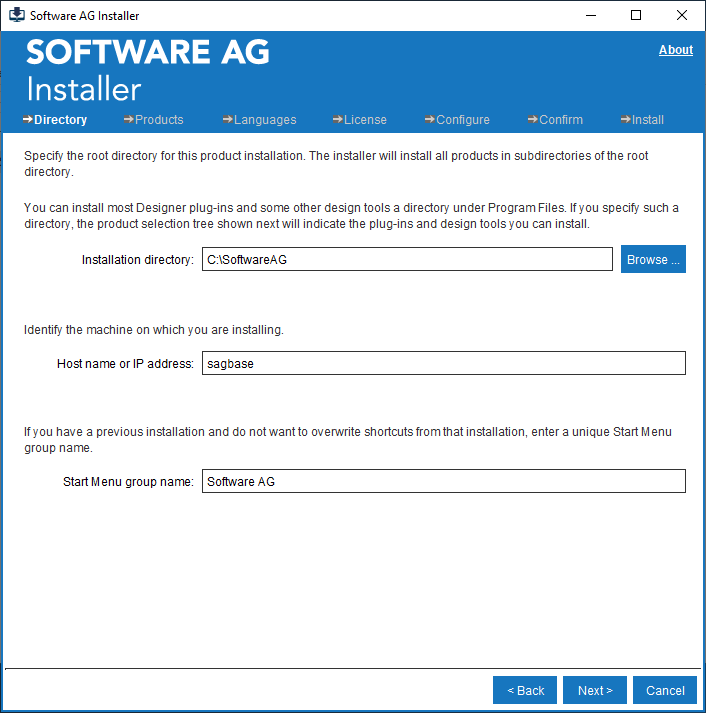 Software AG Installer
SOFTWARE AG
About
Installer
Directory Products Languages License Configure Confirm Install
Specify the root directory for this product installation. The installer will install all products in subdirectories of the root
directory.
You can install most Designer plug-ins and some other design tools a directory under Program Files. If you specify such a
directory, the product selection tree shown next will indicate the plug-ins and design tools you can install.
Installation directory: C:\SoftwareAG Browse ...
Identify the machine on which you are installing.
Host name or IP address: sagbase
If you have a previous installation and do not want to overwrite shortcuts from that installation, enter a unique Start Menu
group name.
Start Menu group name: Software AG
< Back Next > Cancel